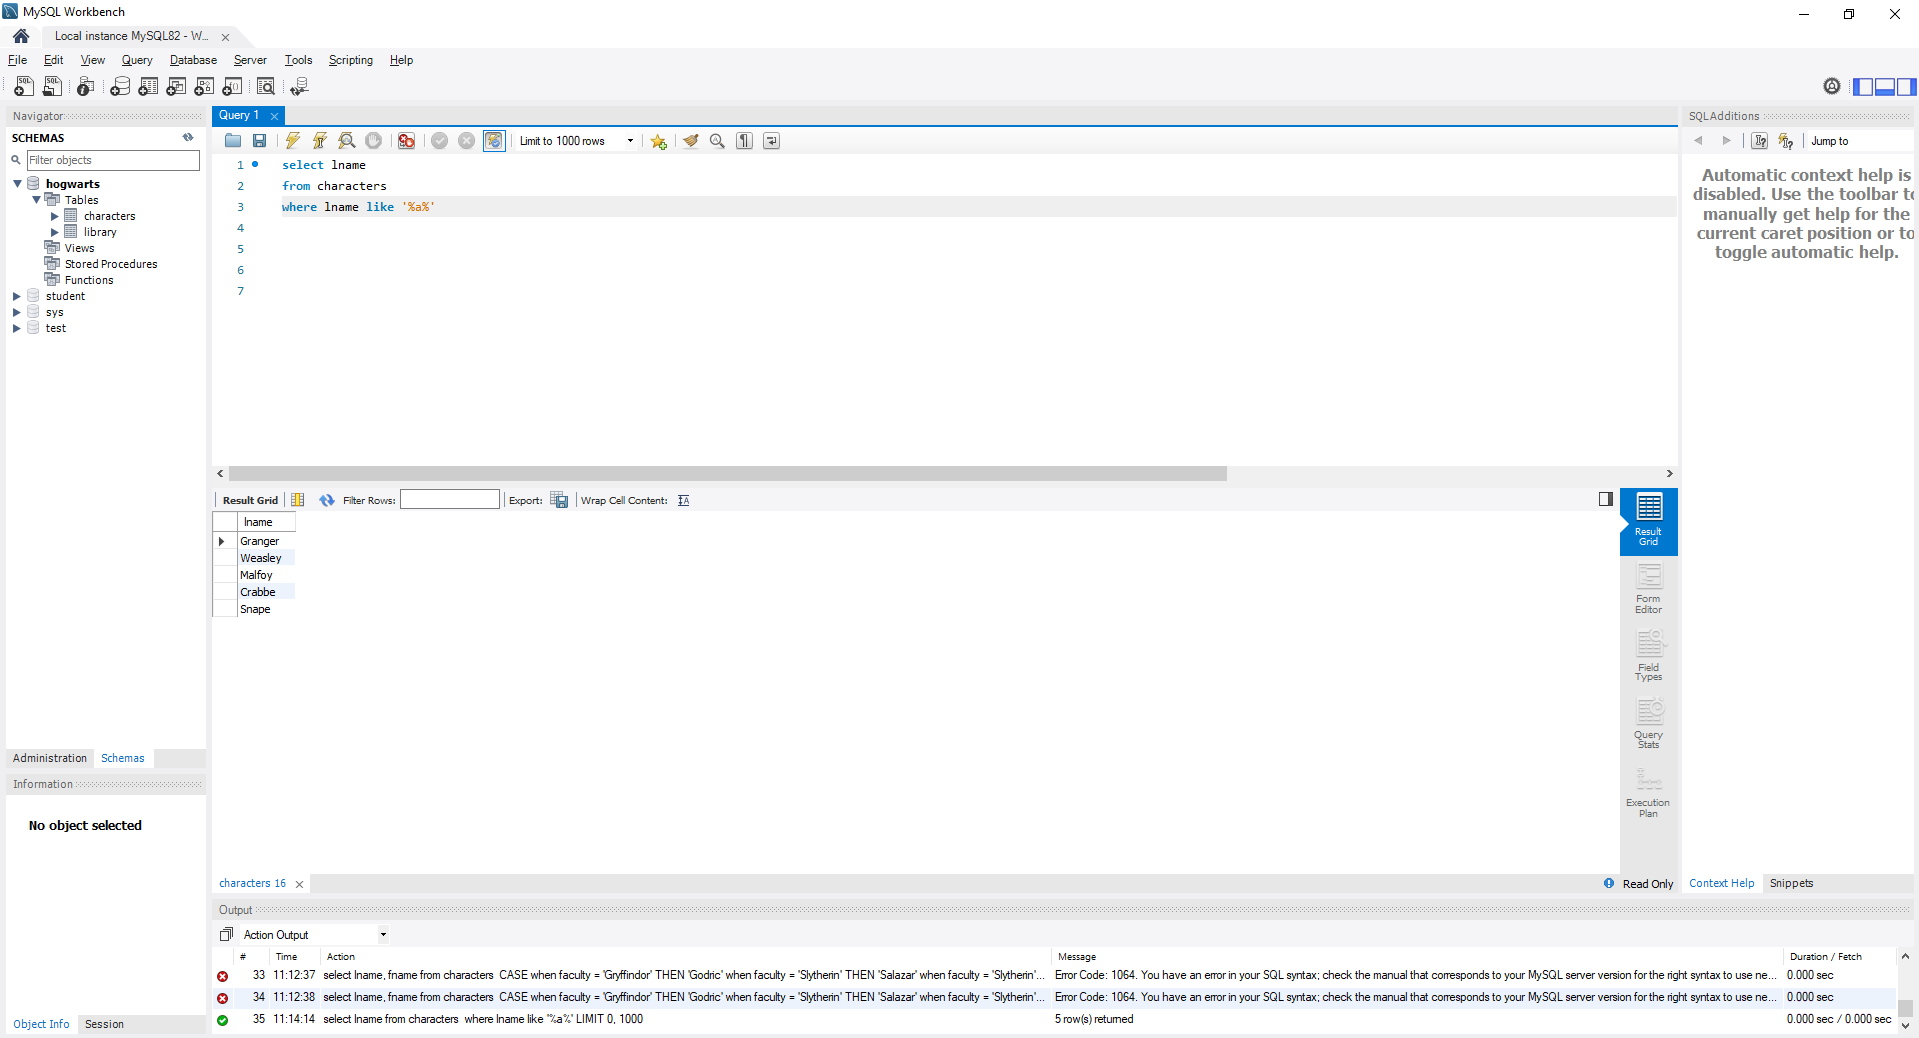 MySQL Workbench
Local instance MySQL82 - W...
File Edit View Query Database Server Tools Scripting Help
Navigator
SCHEMAS
Filter objects
hogwarts
Tables
characters
library
Views
Stored Procedures
Functions
student
sys
test
Administration Schemas
Information
No object selected
Object Info Session
Query 1
Limit to 1000 rows
1 select lname
2 from characters
3 where lname like '%a%'
4
5
6
7
Result Grid Filter Rows: Export: Wrap Cell Content:
lname
Granger
Weasley
Malfoy
Crabbe
Snape
Result
Grid
Form
Editor
Field
Types
Query
Stats
Execution
Plan
characters 16
Read Only
SQLAdditions
Jump to
Automatic context help is
disabled. Use the toolbar to
manually get help for the
current caret position or to
toggle automatic help.
Context Help Snippets
Output
Action Output
# Time Action Message Duration / Fetch
33 11:12:37 select lname, fname from characters CASE when faculty = 'Gryffindor' THEN 'Godric' when faculty = 'Slytherin' THEN 'Salazar' when faculty = 'Slytherin'... Error Code: 1064. You have an error in your SQL syntax; check the manual that corresponds to your MySQL server version for the right syntax to use ne... 0.000 sec
34 11:12:38 select lname, fname from characters CASE when faculty = 'Gryffindor' THEN 'Godric' when faculty = 'Slytherin' THEN 'Salazar' when faculty = 'Slytherin'... Error Code: 1064. You have an error in your SQL syntax; check the manual that corresponds to your MySQL server version for the right syntax to use ne... 0.000 sec
35 11:14:14 select lname from characters where lname like '%a%' LIMIT 0, 1000 5 row(s) returned 0.000 sec / 0.000 sec